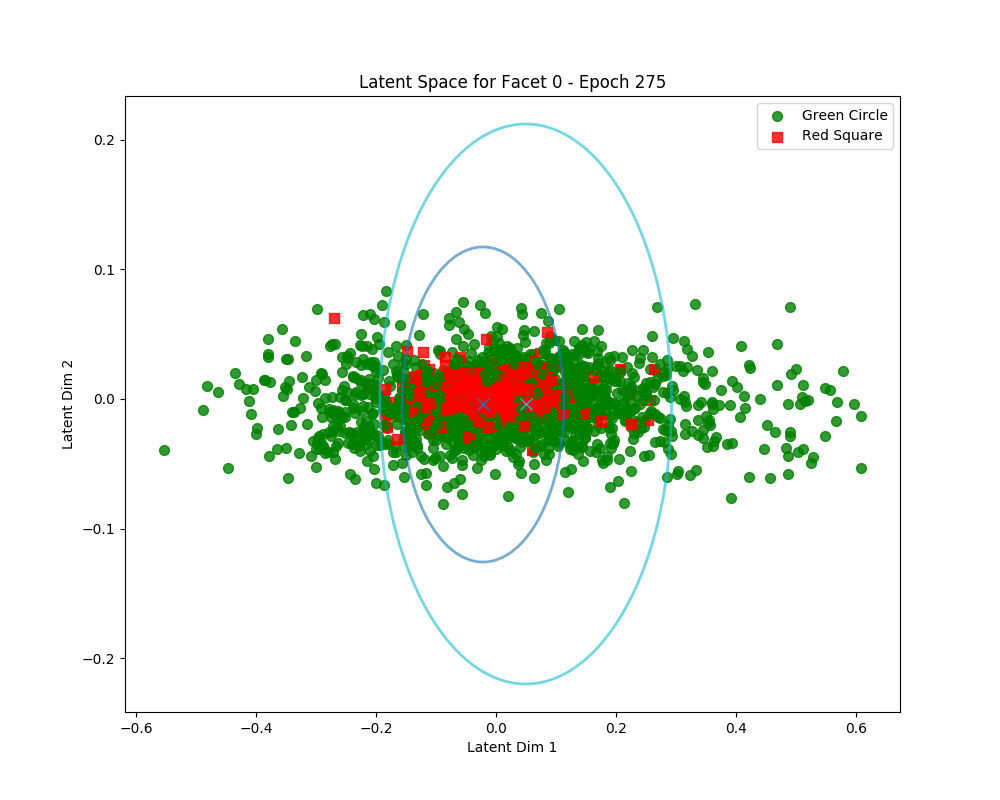 Latent Space for Facet 0 - Epoch 275
Green Circle
Red Square
0.2
0.1
0.0
−0.1
−0.2
Latent Dim 2
−0.6
−0.4
−0.2
0.0
0.2
0.4
0.6
Latent Dim 1